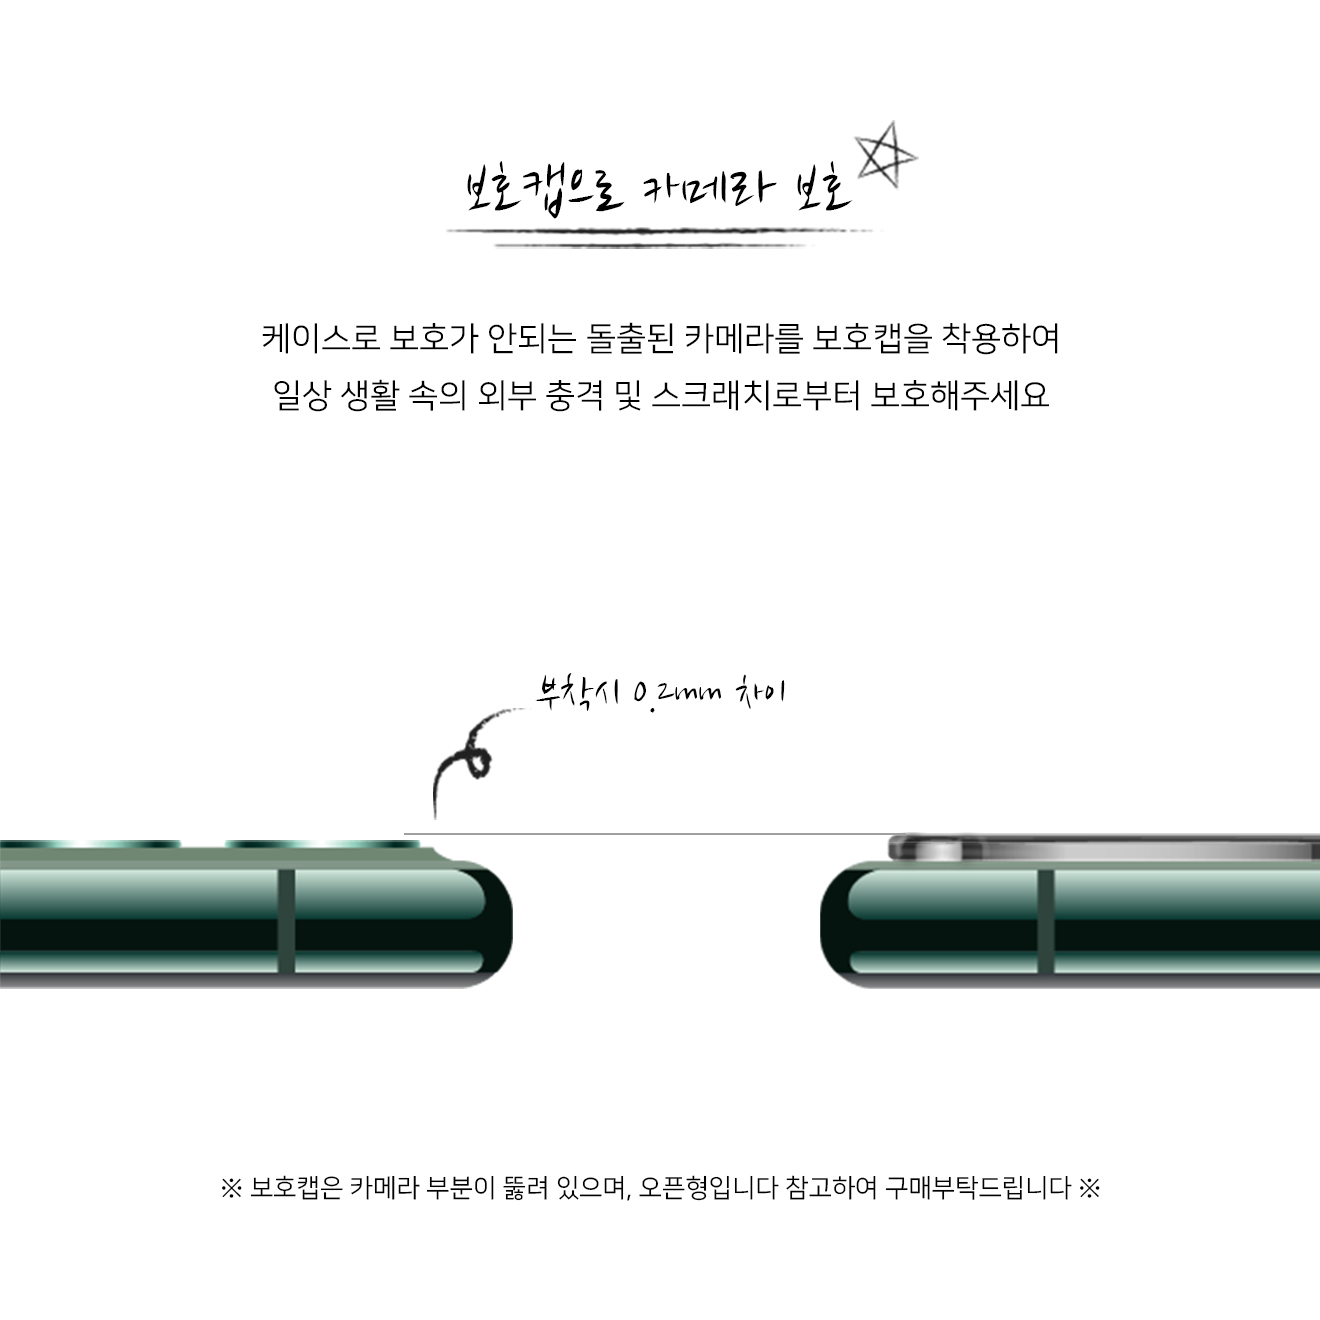 보호캡으로 카메라 보호
케이스로 보호가 안되는 돌출된 카메라를 보호캡을 착용하여
일상 생활 속의 외부 충격 및 스크래치로부터 보호해주세요
부착시 0.2mm 차이
※ 보호캡은 카메라 부분이 뚫려 있으며, 오픈형입니다 참고하여 구매부탁드립니다 ※